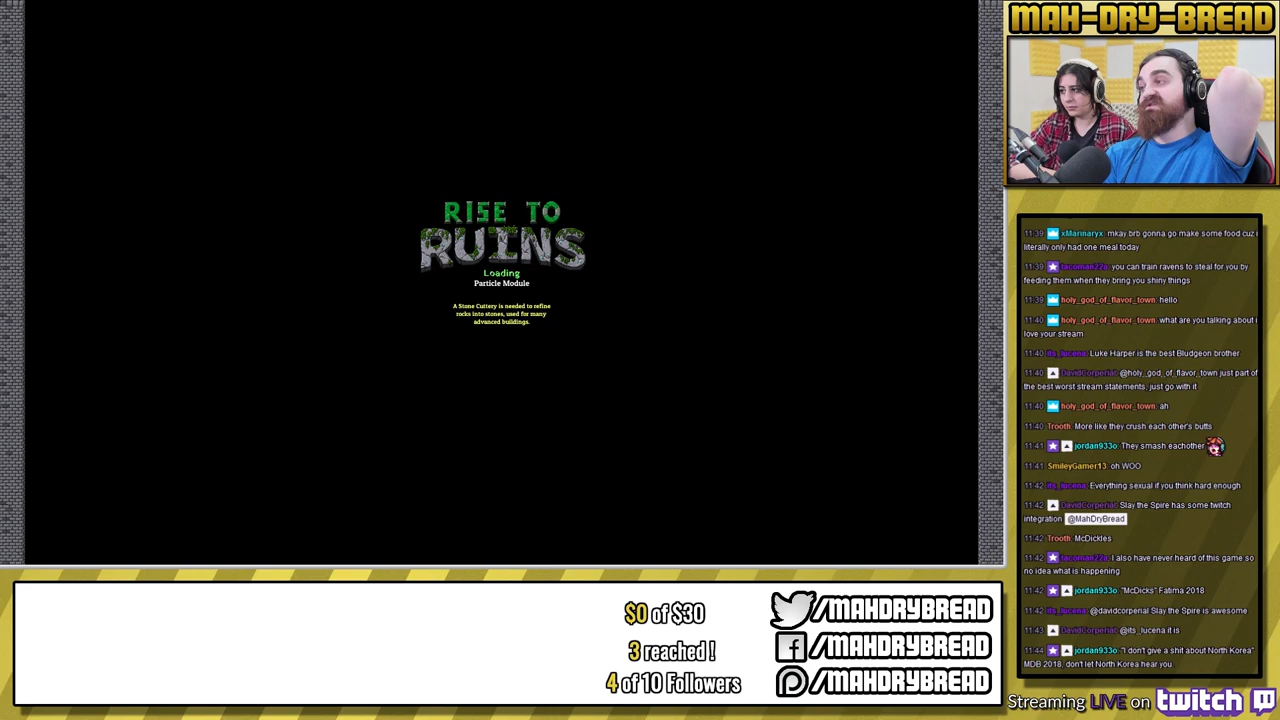 MAH-DRY-BREAD
RISE TO
RUINS
Loading
Particle Module
A Stone Cuttery is needed to refine
rocks into stones, used for many
advanced buildings.
11:39 xMarinaryx: mkay brb gonna go make some food cuz i
literally only had one meal today
11:39 tacoman22a: you can train ravens to steal for you by
feeding them when they bring you shiny things
11:39 holy_god_of_flavor_town: hello
11:40 holy_god_of_flavor_town: what are you talking about i
love your stream
11:40 its_lucena: Luke Harper is the best Bludgeon brother
11:40 DavidCorperial: @holy_god_of_flavor_town just part of
the best worst stream statements, just go with it
11:40 holy_god_of_flavor_town: ah
11:40 Trooth: More like they crush each other's butts
11:41 jordan933o: They smash eachother
11:41 SmileyGamer13: oh WOO
11:42 its_lucena: Everything sexual if you think hard enough
11:42 DavidCorperial: Slay the Spire has some twitch
integration @MahDryBread
11:42 Trooth: McDickles
11:42 tacoman22a: I also have never heard of this game so
no idea what is happening
11:42 jordan933o: "McDicks" Fatima 2018
11:42 its_lucena: @davidcorperial Slay the Spire is awesome
11:43 DavidCorperial: @its_lucena it is
11:44 jordan933o: "I don't give a shit about North Korea"
MDB 2018, don't let North Korea hear you
$0 of $30
3 reached !
4 of 10 Followers
/MAHDRYBREAD
/MAHDRYBREAD
/MAHDRYBREAD
Streaming LIVE on twitch